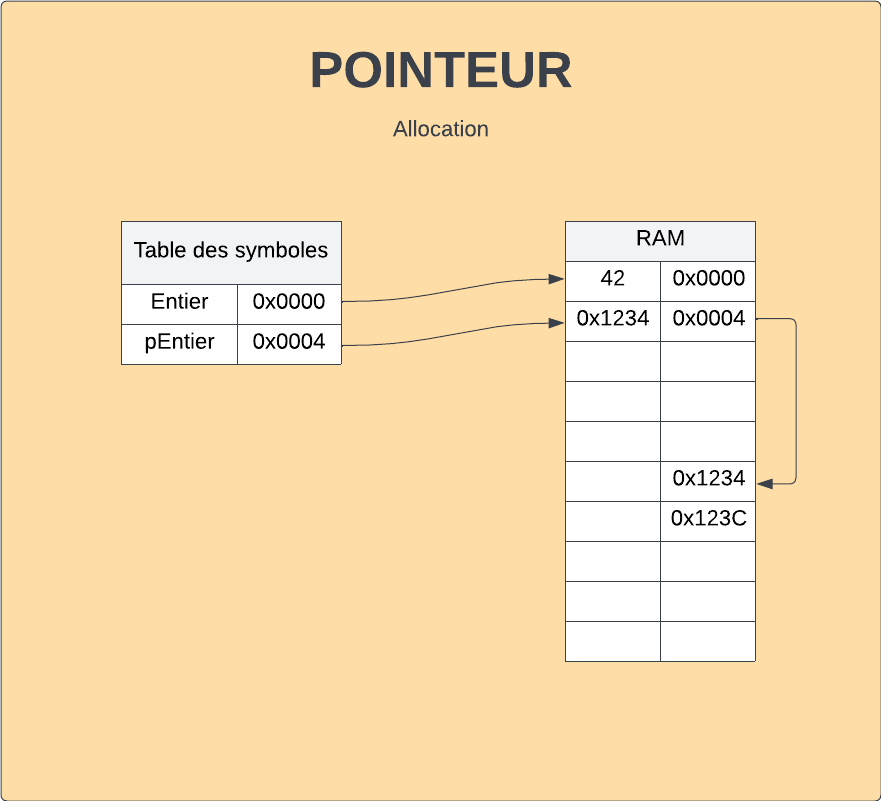 POINTEUR
Allocation
Table des symboles
Entier 0x0000
pEntier 0x0004
RAM
42 0x0000
0x1234 0x0004
0x1234
0x123C